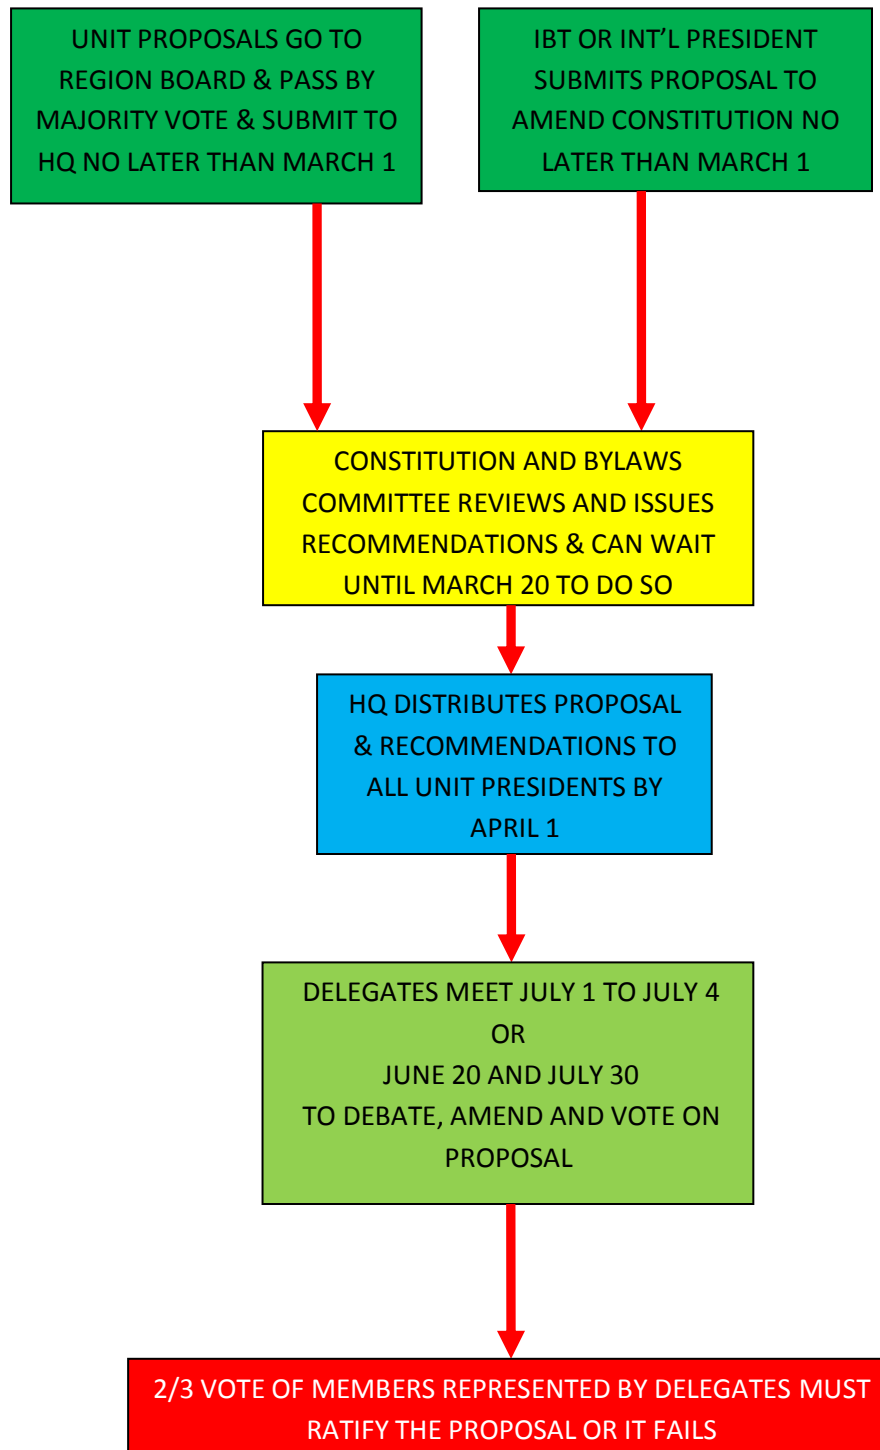 UNIT PROPOSALS GO TO
REGION BOARD & PASS BY
MAJORITY VOTE & SUBMIT TO
HQ NO LATER THAN MARCH 1
IBT OR INT’L PRESIDENT
SUBMITS PROPOSAL TO
AMEND CONSTITUTION NO
LATER THAN MARCH 1
CONSTITUTION AND BYLAWS
COMMITTEE REVIEWS AND ISSUES
RECOMMENDATIONS & CAN WAIT
UNTIL MARCH 20 TO DO SO
HQ DISTRIBUTES PROPOSAL
& RECOMMENDATIONS TO
ALL UNIT PRESIDENTS BY
APRIL 1
DELEGATES MEET JULY 1 TO JULY 4
OR
JUNE 20 AND JULY 30
TO DEBATE, AMEND AND VOTE ON
PROPOSAL
2/3 VOTE OF MEMBERS REPRESENTED BY DELEGATES MUST
RATIFY THE PROPOSAL OR IT FAILS